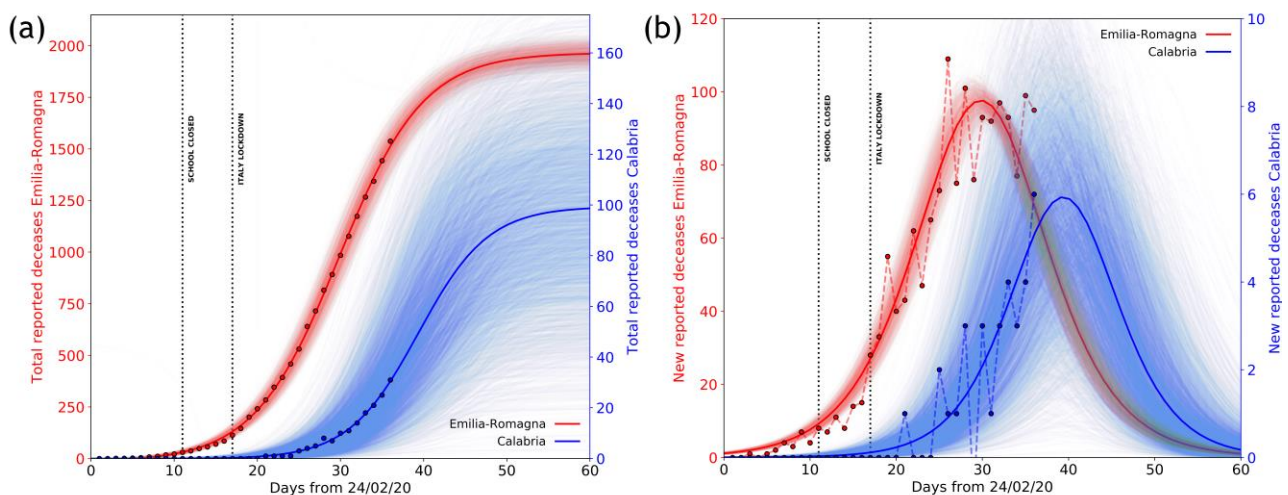 (a)
Total reported deceases Emilia-Romagna
2000
1750
1500
1250
1000
750
500
250
0
SCHOOL CLOSED
ITALY LOCKDOWN
160
140
120
100
80
60
40
20
0
Total reported deceases Calabria
Emilia-Romagna
Calabria
0 10 20 30 40 50 60
Days from 24/02/20
(b)
New reported deceases Emilia-Romagna
120
100
80
60
40
20
0
SCHOOL CLOSED
ITALY LOCKDOWN
Emilia-Romagna
Calabria
10
8
6
4
2
0
New reported deceases Calabria
0 10 20 30 40 50 60
Days from 24/02/20